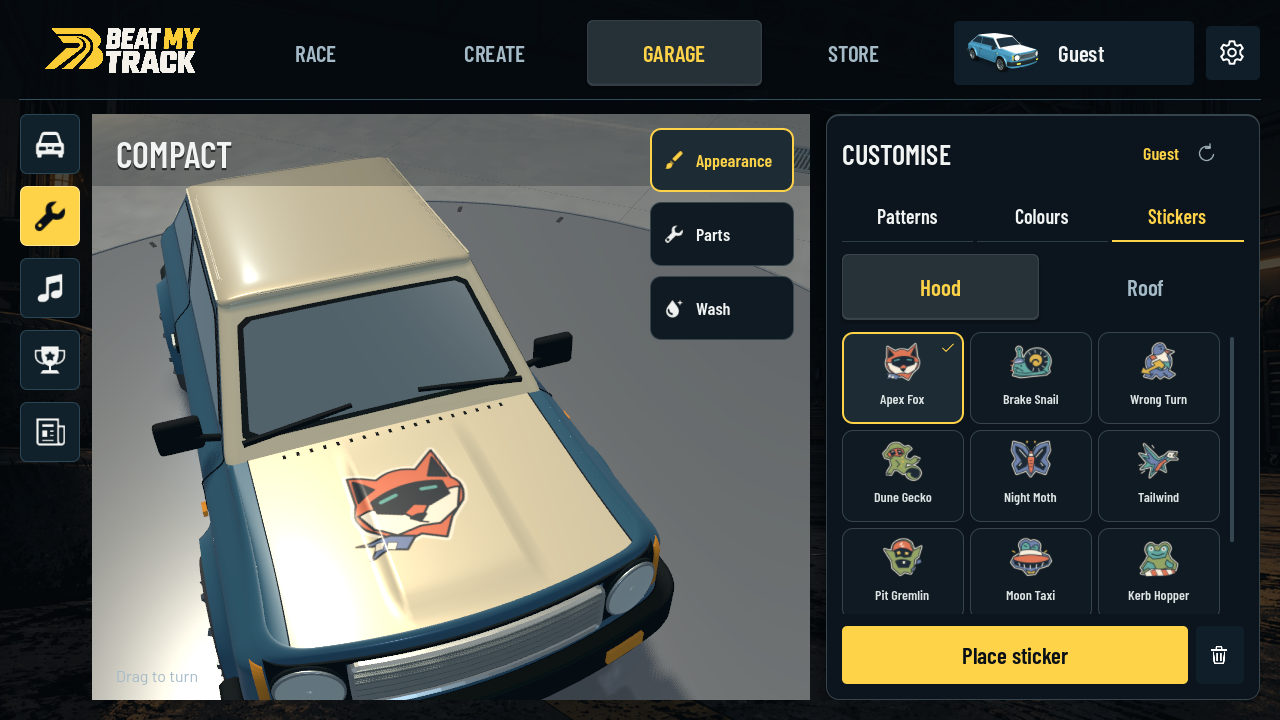 BEAT MY
TRACK
RACE
CREATE
GARAGE
STORE
Guest
COMPACT
Appearance
Parts
Wash
Drag to turn
CUSTOMISE
Guest
Patterns
Colours
Stickers
Hood
Roof
Apex Fox
Brake Snail
Wrong Turn
Dune Gecko
Night Moth
Tailwind
Pit Gremlin
Moon Taxi
Kerb Hopper
Place sticker